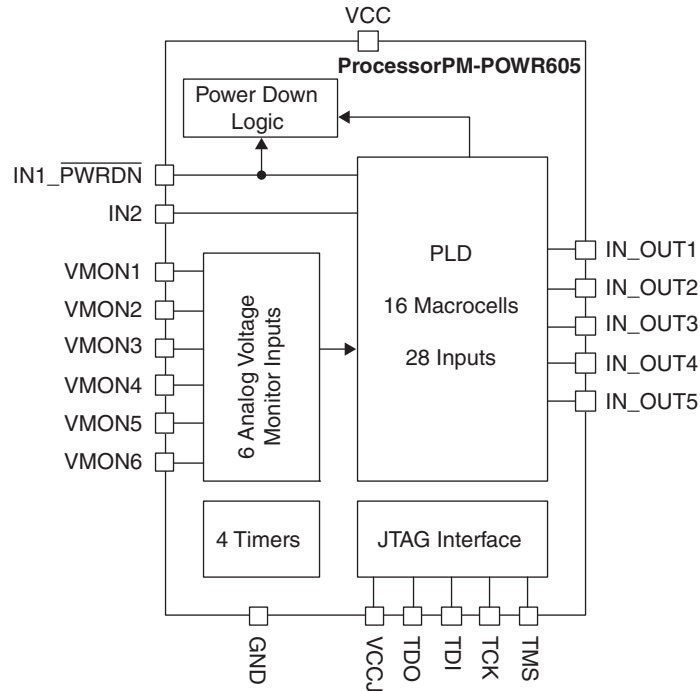 VCC
ProcessorPM-POWR605
Power Down
Logic
IN1_PWRDN
IN2
VMON1
VMON2
VMON3
VMON4
VMON5
VMON6
6 Analog Voltage
Monitor Inputs
PLD
16 Macrocells
28 Inputs
IN_OUT1
IN_OUT2
IN_OUT3
IN_OUT4
IN_OUT5
4 Timers
JTAG Interface
GND
VCCJ
TDO
TDI
TCK
TMS